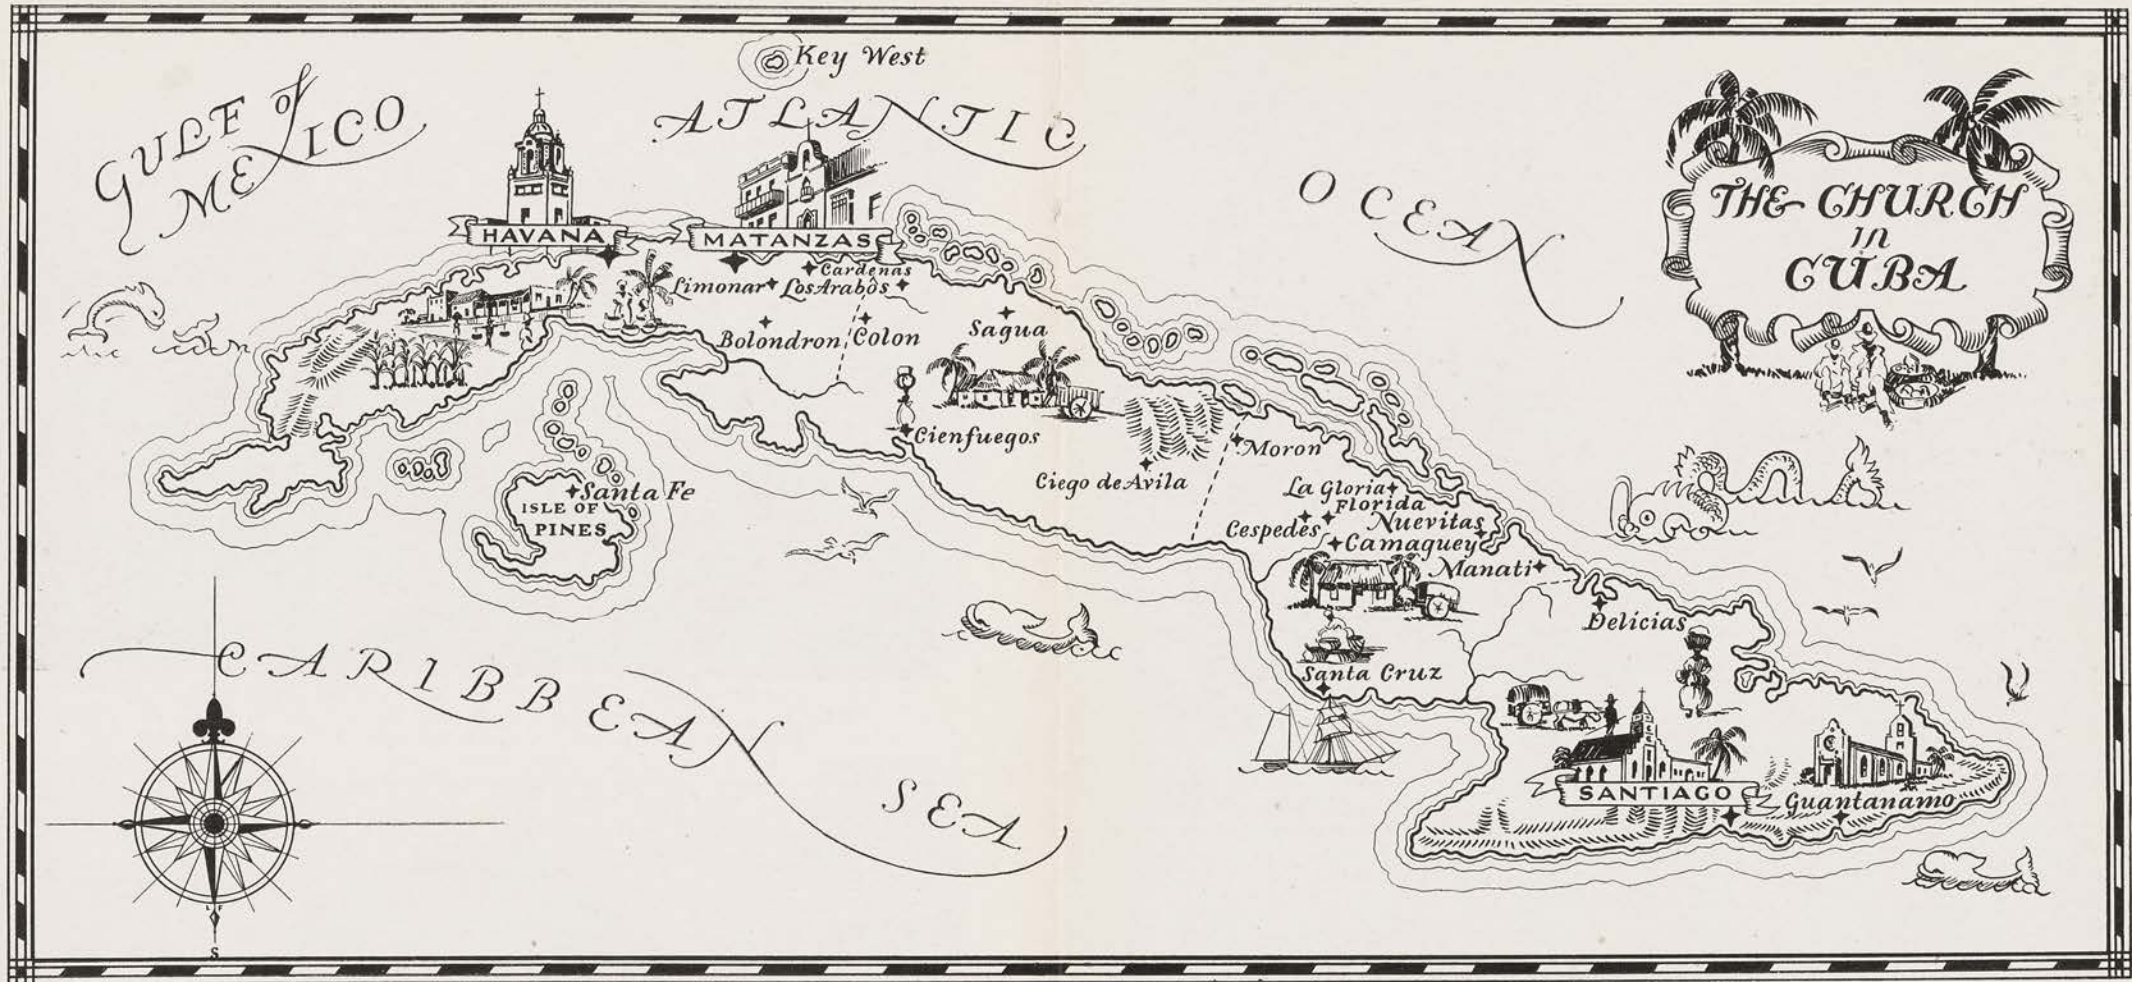 Key West
GULF of
MEXICO
ATLANTIC
OCEAN
THE CHURCH
in
CUBA
HAVANA
MATANZAS
Cardenas
Limonar
Los Arabôs
Bolondron
Colon
Sagua
Cienfuegos
Moron
Ciego de Avila
Santa Fe
ISLE OF
PINES
La Gloria
Florida
Cespedes
Nuevitas
Camaguey
Manati
Delicias
Santa Cruz
CARIBBEAN
SEA
SANTIAGO
Guantanamo
L F
S